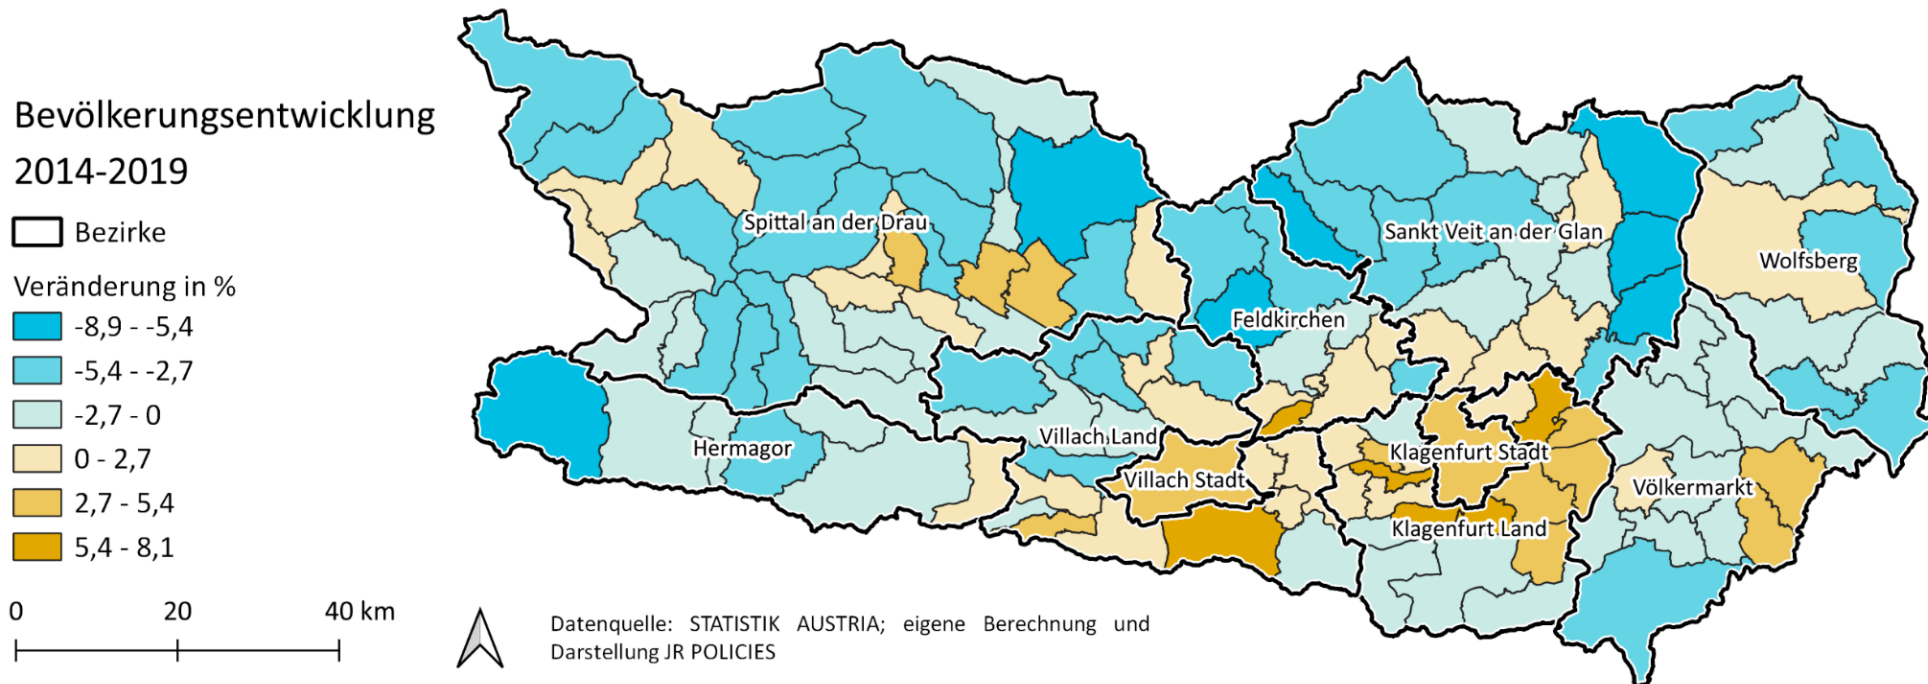 Bevölkerungsentwicklung
2014-2019
Bezirke
Veränderung in %
-8,9 - -5,4
-5,4 - -2,7
-2,7 - 0
0 - 2,7
2,7 - 5,4
5,4 - 8,1
0 20 40 km
Spittal an der Drau
Sankt Veit an der Glan
Wolfsberg
Feldkirchen
Hermagor
Villach Land
Klagenfurt Stadt
Villach Stadt
Völkermarkt
Klagenfurt Land
Datenquelle: STATISTIK AUSTRIA; eigene Berechnung und
Darstellung JR POLICIES